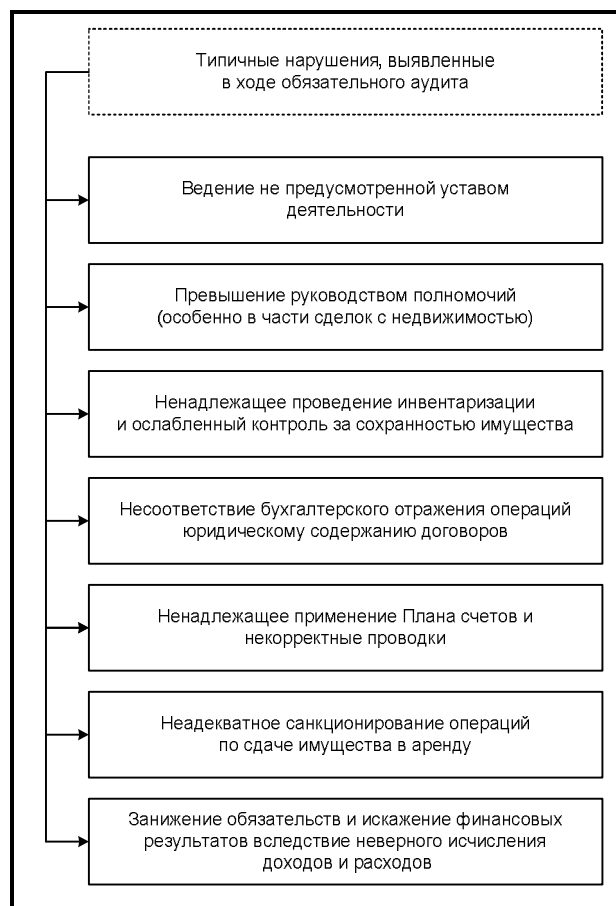 Типичные нарушения, выявленные
в ходе обязательного аудита
Ведение не предусмотренной уставом
деятельности
Превышение руководством полномочий
(особенно в части сделок с недвижимостью)
Ненадлежащее проведение инвентаризации
и ослабленный контроль за сохранностью имущества
Несоответствие бухгалтерского отражения операций
юридическому содержанию договоров
Ненадлежащее применение Плана счетов и
некорректные проводки
Неадекватное санкционирование операций
по сдаче имущества в аренду
Занижение обязательств и искажение финансовых
результатов вследствие неверного исчисления
доходов и расходов